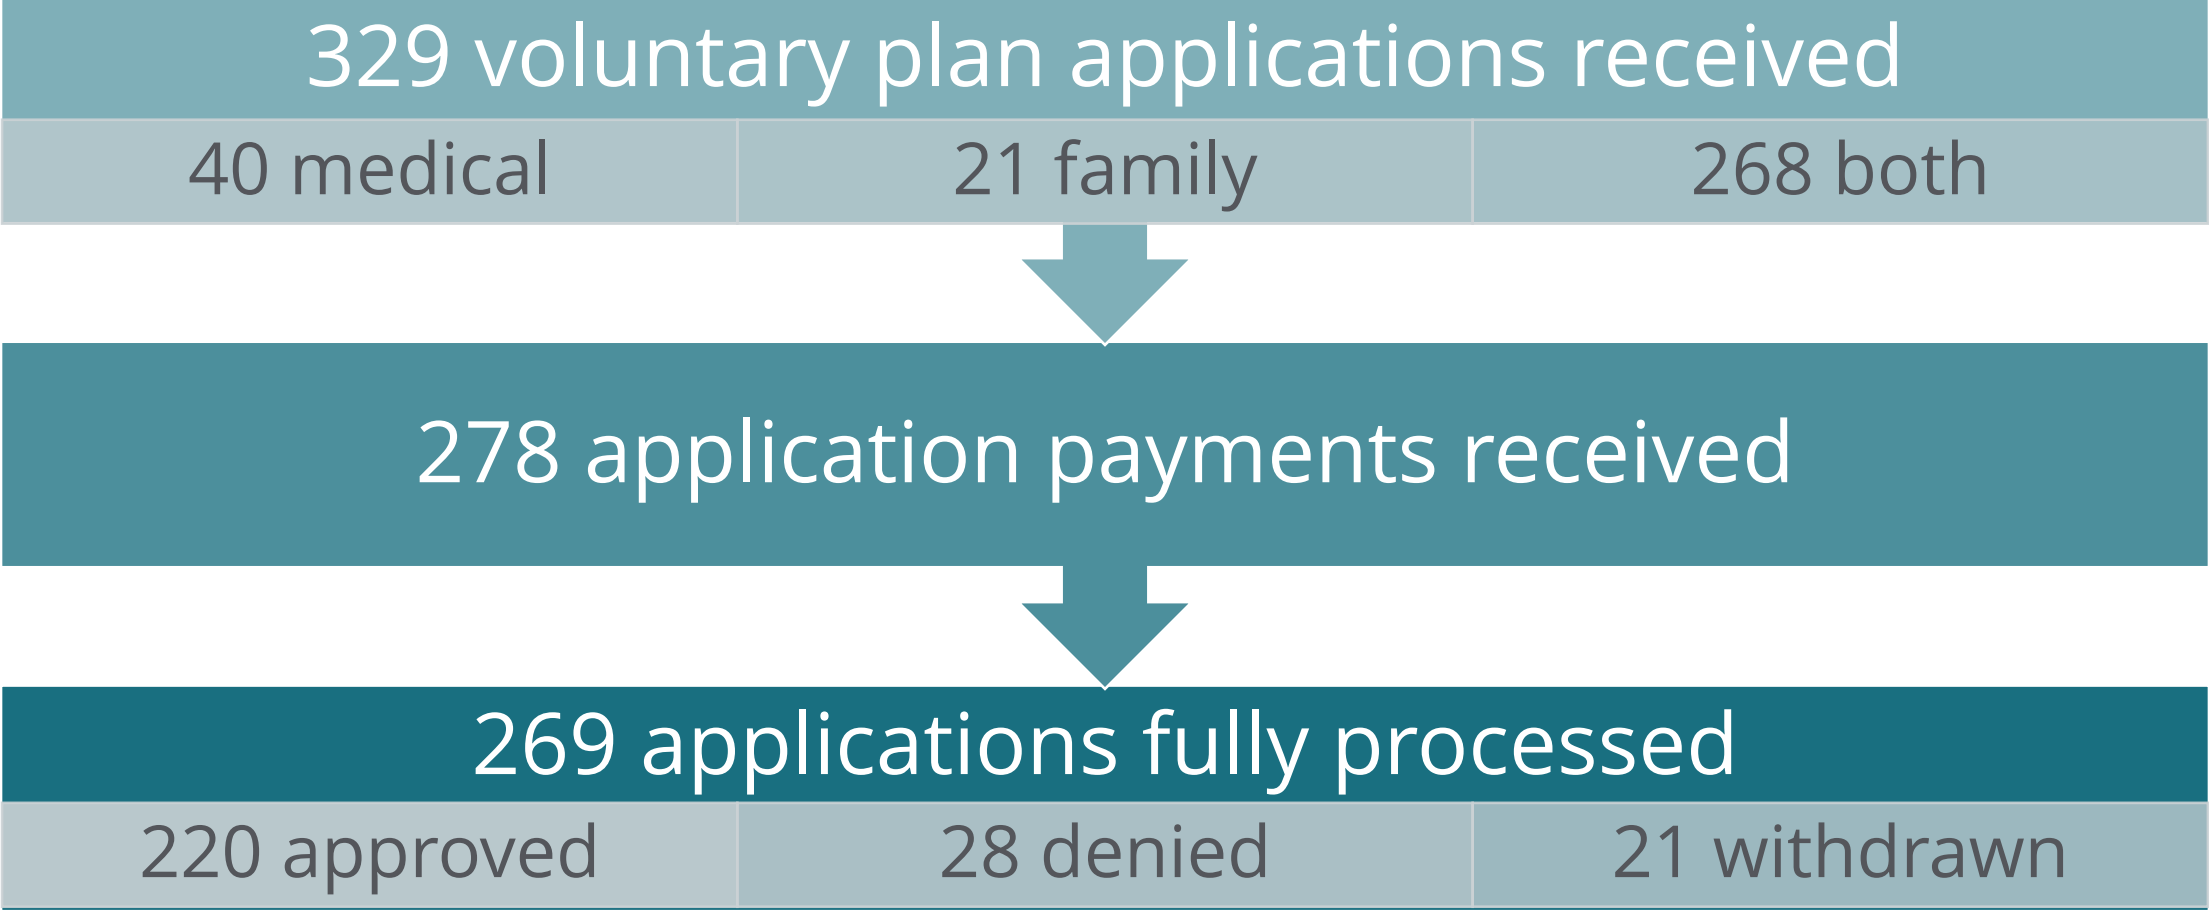 329 voluntary plan applications received
40 medical
21 family
268 both
278 application payments received
269 applications fully processed
220 approved
28 denied
21 withdrawn